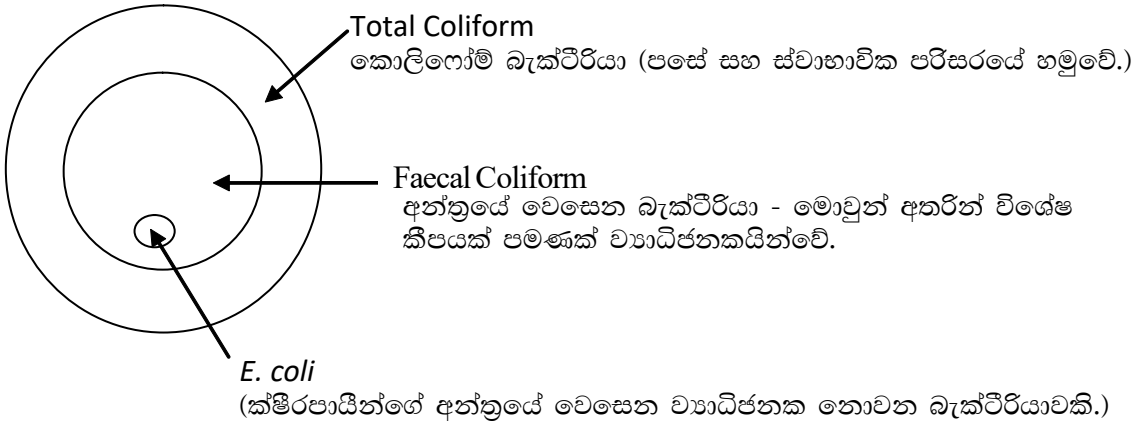 Total Coliform
කොලිෆෝම් බැක්ටීරියා (පසේ සහ ස්වාභාවික පරිසරයේ හමුවේ.)
Faecal Coliform
අන්ත්‍රයේ වෙසෙන බැක්ටීරියා - මොවුන් අතරින් විශේෂ
කීපයක් පමණක් ව්‍යාධිජනකයින්වේ.
E. coli
(ක්ෂීරපායීන්ගේ අන්ත්‍රයේ වෙසෙන ව්‍යාධිජනක නොවන බැක්ටීරියාවකි.)